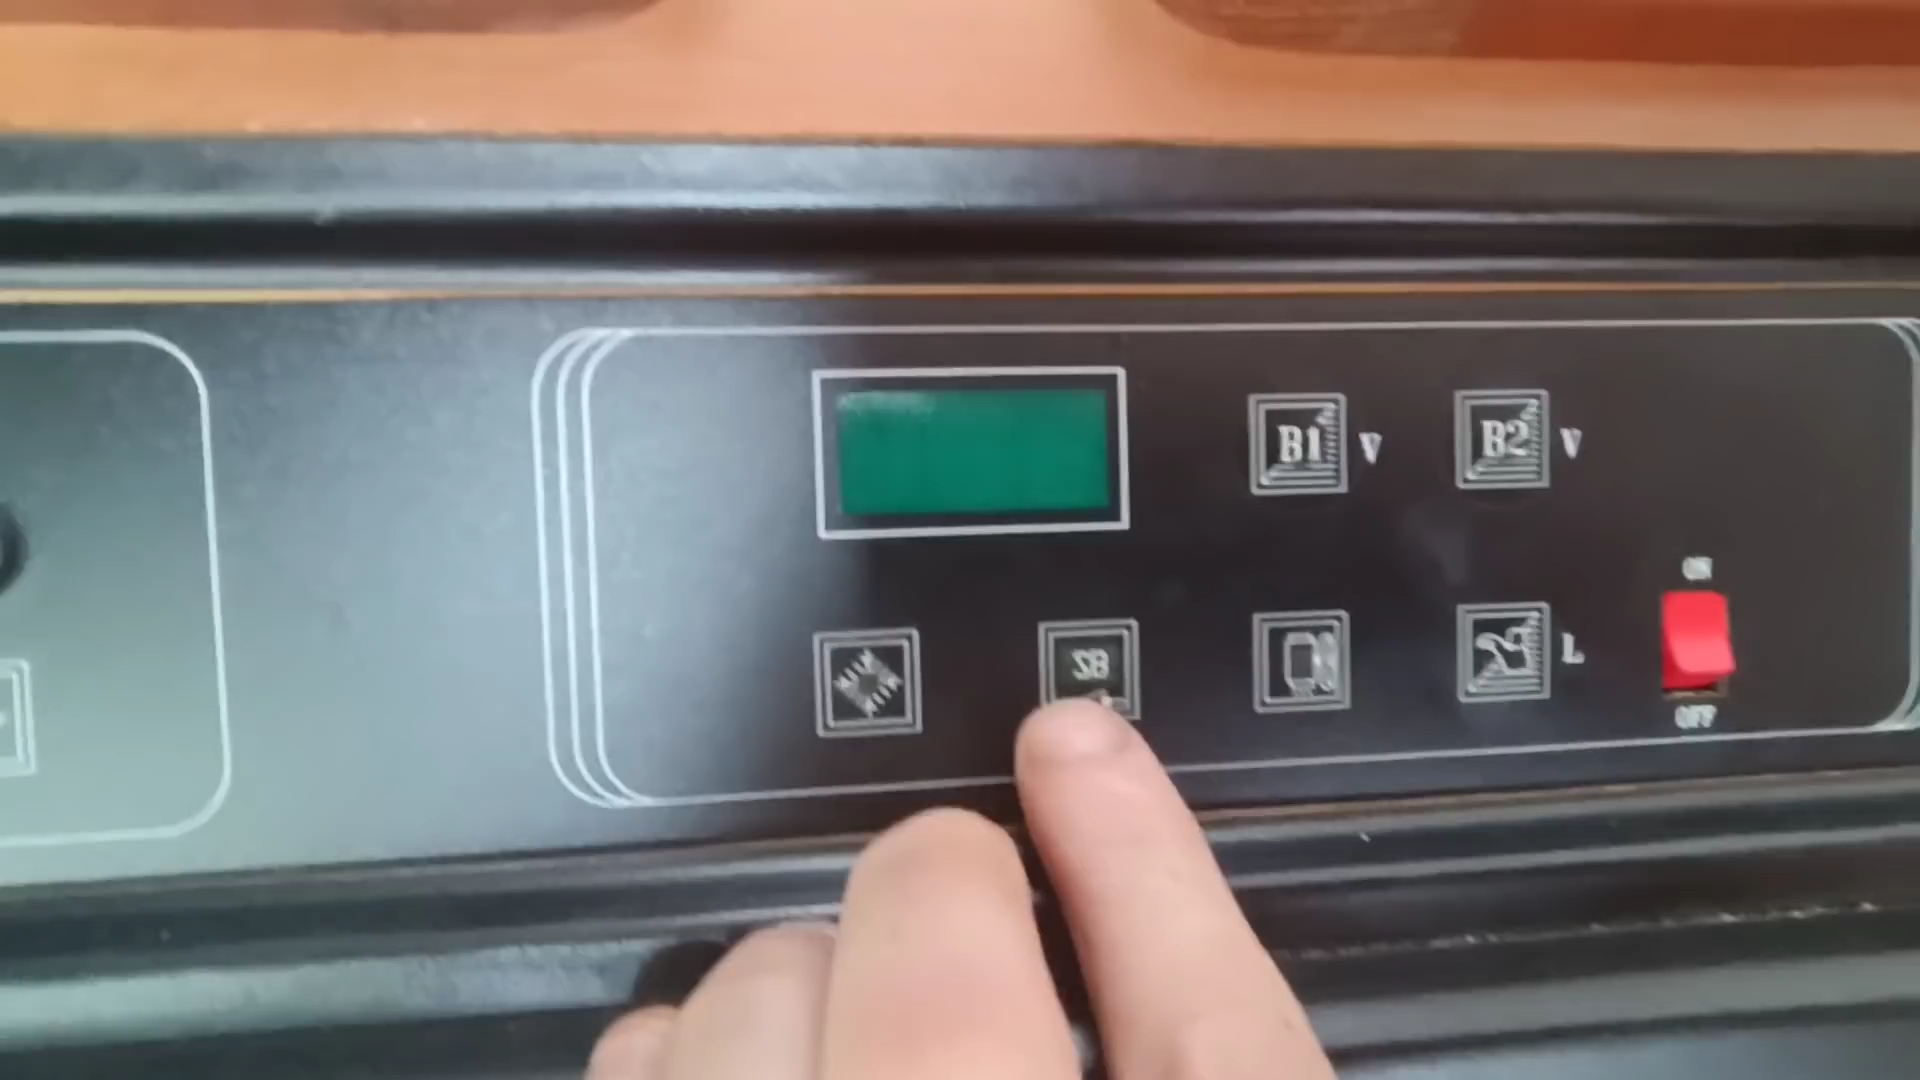 B1 V B2 V
ON
SB
L
OFF